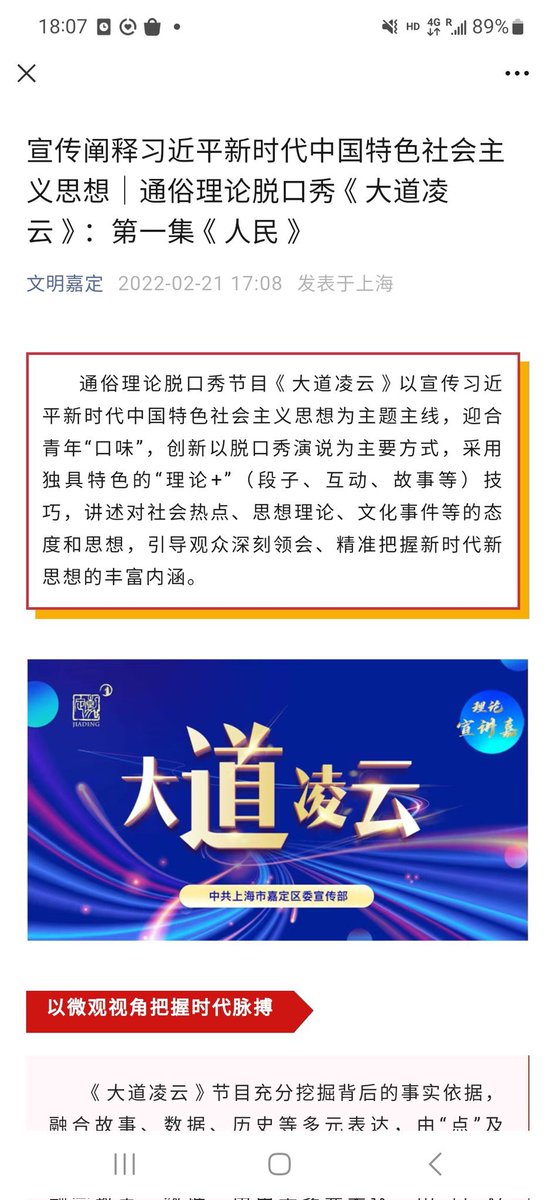 18:07
HD 4G R 89%
宣传阐释习近平新时代中国特色社会主
义思想｜通俗理论脱口秀《大道凌
云》：第一集《人民》
文明嘉定 2022-02-21 17:08 发表于上海
通俗理论脱口秀节目《大道凌云》以宣传习近
平新时代中国特色社会主义思想为主题主线，迎合
青年“口味”，创新以脱口秀演说为主要方式，采用
独具特色的“理论+”（段子、互动、故事等）技
巧，讲述对社会热点、思想理论、文化事件等的态
度和思想，引导观众深刻领会、精准把握新时代新
思想的丰富内涵。
JIADING
理论
宣讲嘉
大道凌云
中共上海市嘉定区委宣传部
以微观视角把握时代脉搏
《大道凌云》节目充分挖掘背后的事实依据，
融合故事、数据、历史等多元表达，由“点”及